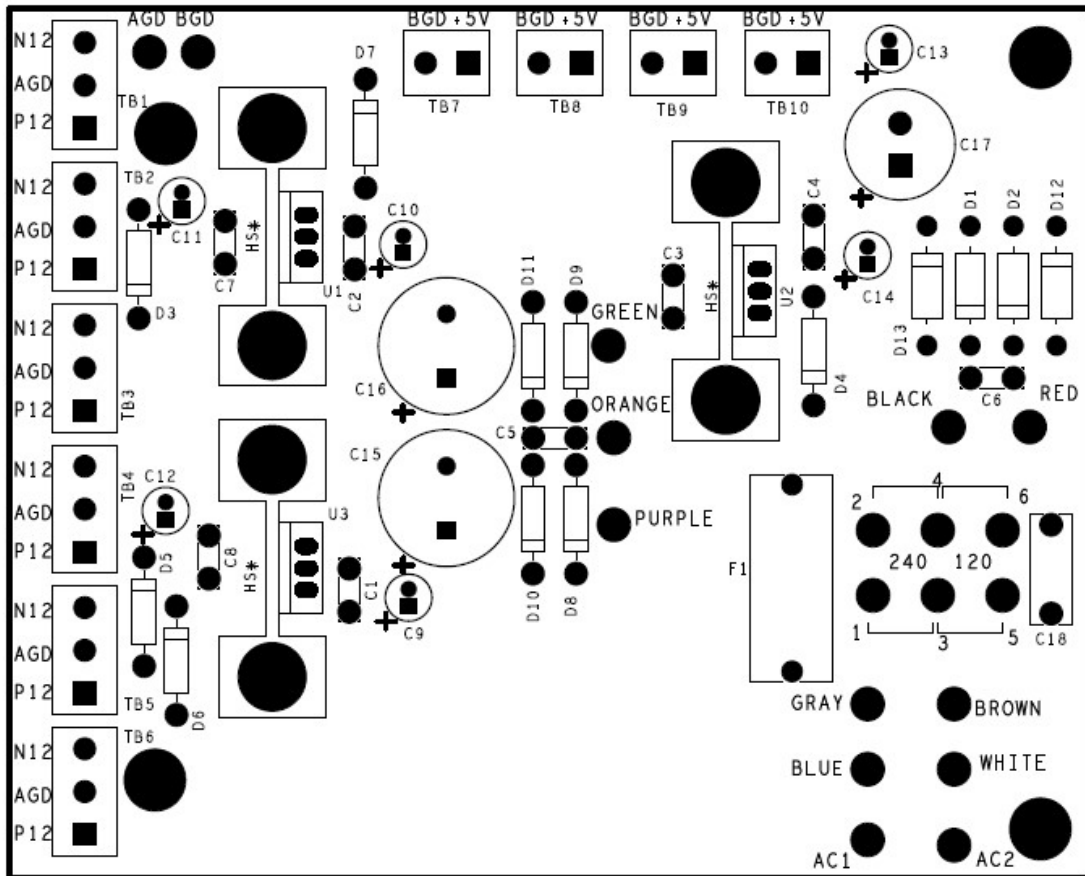 AGD BGD
BGD +5V
BGD +5V
BGD +5V
BGD +5V
N12
AGD
P12
TB1
D7
TB7
TB8
TB9
TB10
+
C13
C17
+
N12
AGD
P12
TB2
+
C11
D3
C7
HS*
U1
C2
C10
+
C3
HS*
U2
C4
+
C14
D4
D1
D2
D12
D13
C6
BLACK
RED
N12
AGD
P12
TB3
C16
+
D11
D9
GREEN
ORANGE
C5
C15
+
PURPLE
D10
D8
N12
AGD
P12
TB4
C12
+
D5
C8
HS*
U3
C1
+
C9
F1
2
4
6
240
120
1
3
5
C18
N12
AGD
P12
TB5
D6
GRAY
BROWN
BLUE
WHITE
N12
AGD
P12
TB6
AC1
AC2